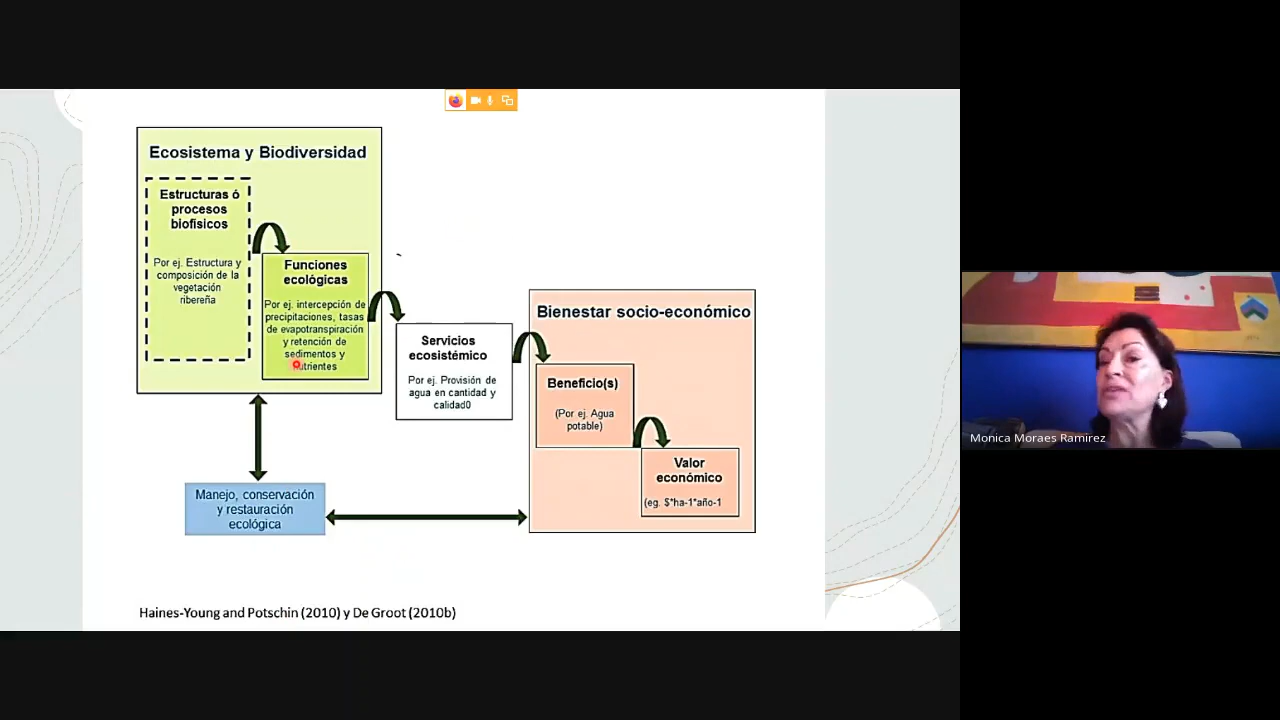 Ecosistema y Biodiversidad
Estructuras ó
procesos
biofísicos
Por ej. Estructura y
composición de la
vegetación
ribereña
Funciones
ecológicas
Por ej. intercepción de
precipitaciones, tasas
de evapotranspiración
y retención de
sedimentos y
nutrientes
Servicios
ecosistémico
Por ej. Provisión de
agua en cantidad y
calidad0
Bienestar socio-económico
Beneficio(s)
(Por ej. Agua
potable)
Valor
económico
(eg. $*ha-1*año-1
Manejo, conservación
y restauración
ecológica
Haines-Young and Potschin (2010) y De Groot (2010b)
Monica Moraes Ramirez